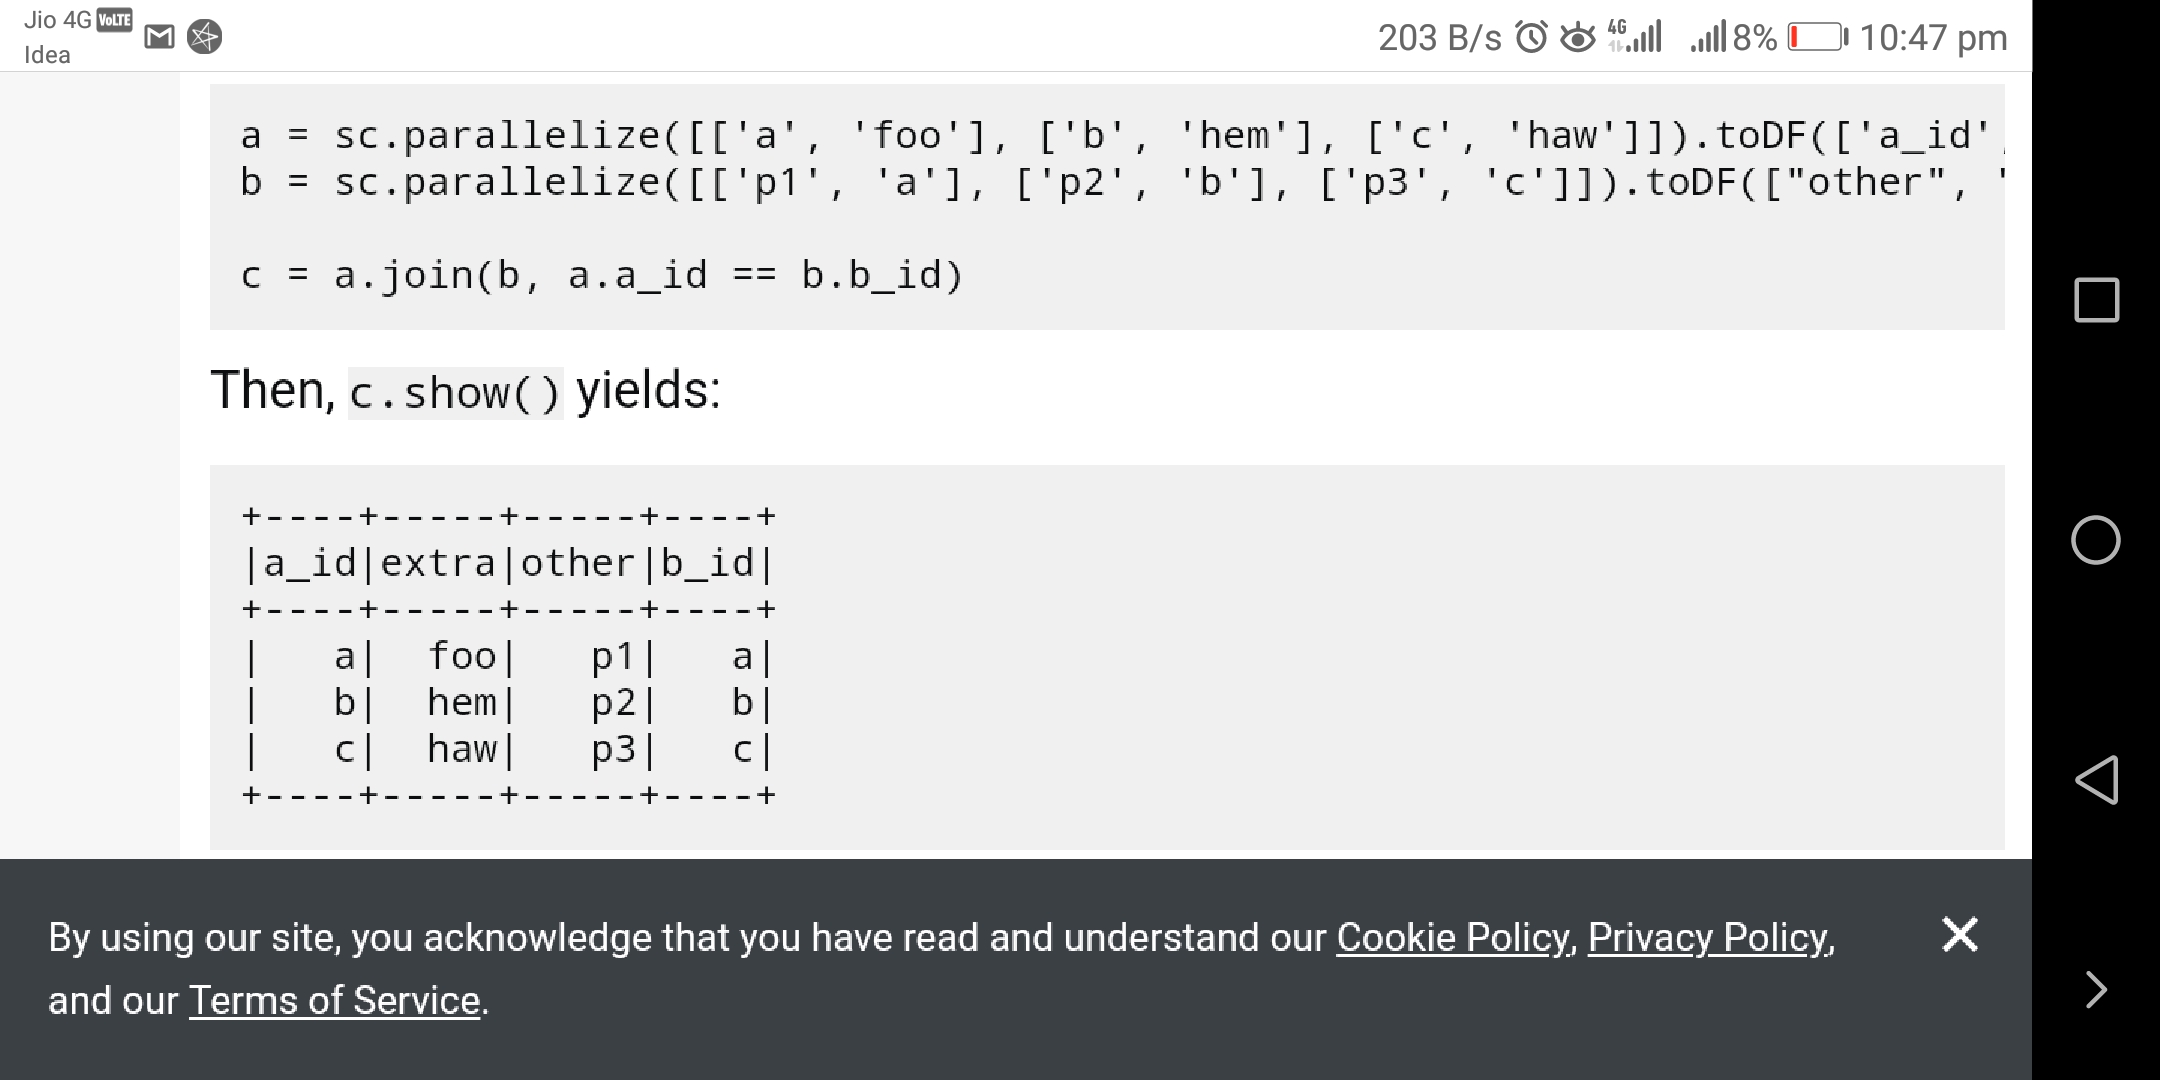 Jio 4G VoLTE
Idea
203 B/s 4G 8% 10:47 pm
a = sc.parallelize([['a', 'foo'], ['b', 'hem'], ['c', 'haw']]).toDF(['a_id',
b = sc.parallelize([['p1', 'a'], ['p2', 'b'], ['p3', 'c']]).toDF(["other", '
c = a.join(b, a.a_id == b.b_id)
Then, c.show() yields:
+----+-----+-----+----+
|a_id|extra|other|b_id|
+----+-----+-----+----+
|   a|  foo|   p1|   a|
|   b|  hem|   p2|   b|
|   c|  haw|   p3|   c|
+----+-----+-----+----+
By using our site, you acknowledge that you have read and understand our Cookie Policy, Privacy Policy,
and our Terms of Service.